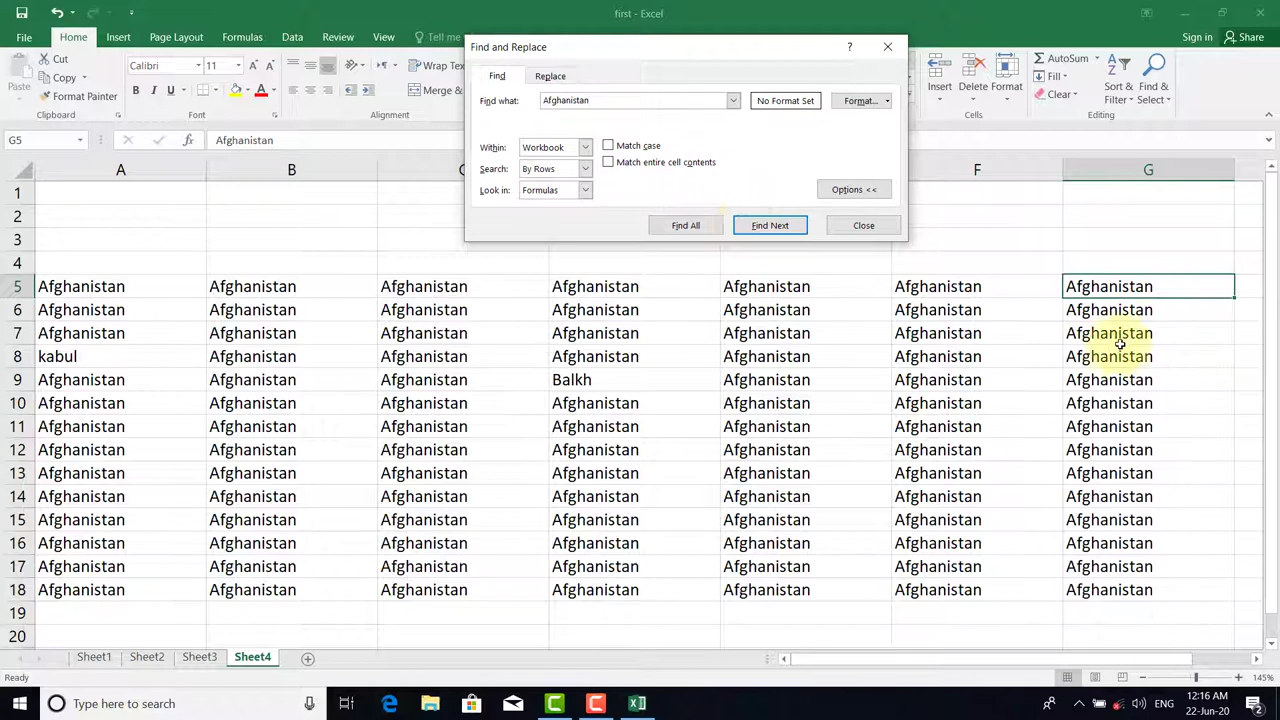 first - Excel
File Home Insert Page Layout Formulas Data Review View Tell me Sign in Share
Find and Replace
Cut
Copy
Format Painter
Paste
Clipboard
Calibri 11
B I U
Font
Wrap Text
Merge &
Insert Delete Format
Cells
AutoSum
Fill
Clear
Sort & Filter
Find & Select
Editing
Find Replace
Find what: Afghanistan No Format Set Format...
Within: Workbook Match case
Search: By Rows Match entire cell contents
Look in: Formulas Options <<
Find All Find Next Close
G5 fx Afghanistan
A B C F G
1
2
3
4
5 Afghanistan Afghanistan Afghanistan Afghanistan Afghanistan Afghanistan Afghanistan
6 Afghanistan Afghanistan Afghanistan Afghanistan Afghanistan Afghanistan Afghanistan
7 Afghanistan Afghanistan Afghanistan Afghanistan Afghanistan Afghanistan Afghanistan
8 kabul Afghanistan Afghanistan Afghanistan Afghanistan Afghanistan Afghanistan
9 Afghanistan Afghanistan Afghanistan Balkh Afghanistan Afghanistan Afghanistan
10 Afghanistan Afghanistan Afghanistan Afghanistan Afghanistan Afghanistan Afghanistan
11 Afghanistan Afghanistan Afghanistan Afghanistan Afghanistan Afghanistan Afghanistan
12 Afghanistan Afghanistan Afghanistan Afghanistan Afghanistan Afghanistan Afghanistan
13 Afghanistan Afghanistan Afghanistan Afghanistan Afghanistan Afghanistan Afghanistan
14 Afghanistan Afghanistan Afghanistan Afghanistan Afghanistan Afghanistan Afghanistan
15 Afghanistan Afghanistan Afghanistan Afghanistan Afghanistan Afghanistan Afghanistan
16 Afghanistan Afghanistan Afghanistan Afghanistan Afghanistan Afghanistan Afghanistan
17 Afghanistan Afghanistan Afghanistan Afghanistan Afghanistan Afghanistan Afghanistan
18 Afghanistan Afghanistan Afghanistan Afghanistan Afghanistan Afghanistan Afghanistan
19
20
Sheet1 Sheet2 Sheet3 Sheet4
Ready 145%
Type here to search ENG 12:16 AM
22-Jun-20 2